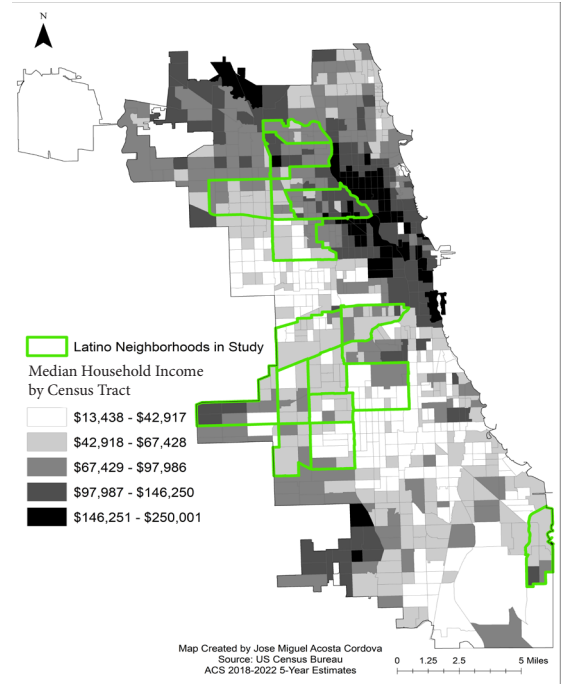 N
Latino Neighborhoods in Study
Median Household Income
by Census Tract
$13,438 - $42,917
$42,918 - $67,428
$67,429 - $97,986
$97,987 - $146,250
$146,251 - $250,001
Map Created by Jose Miguel Acosta Cordova
Source: US Census Bureau
ACS 2018-2022 5-Year Estimates
0 1.25 2.5 5 Miles